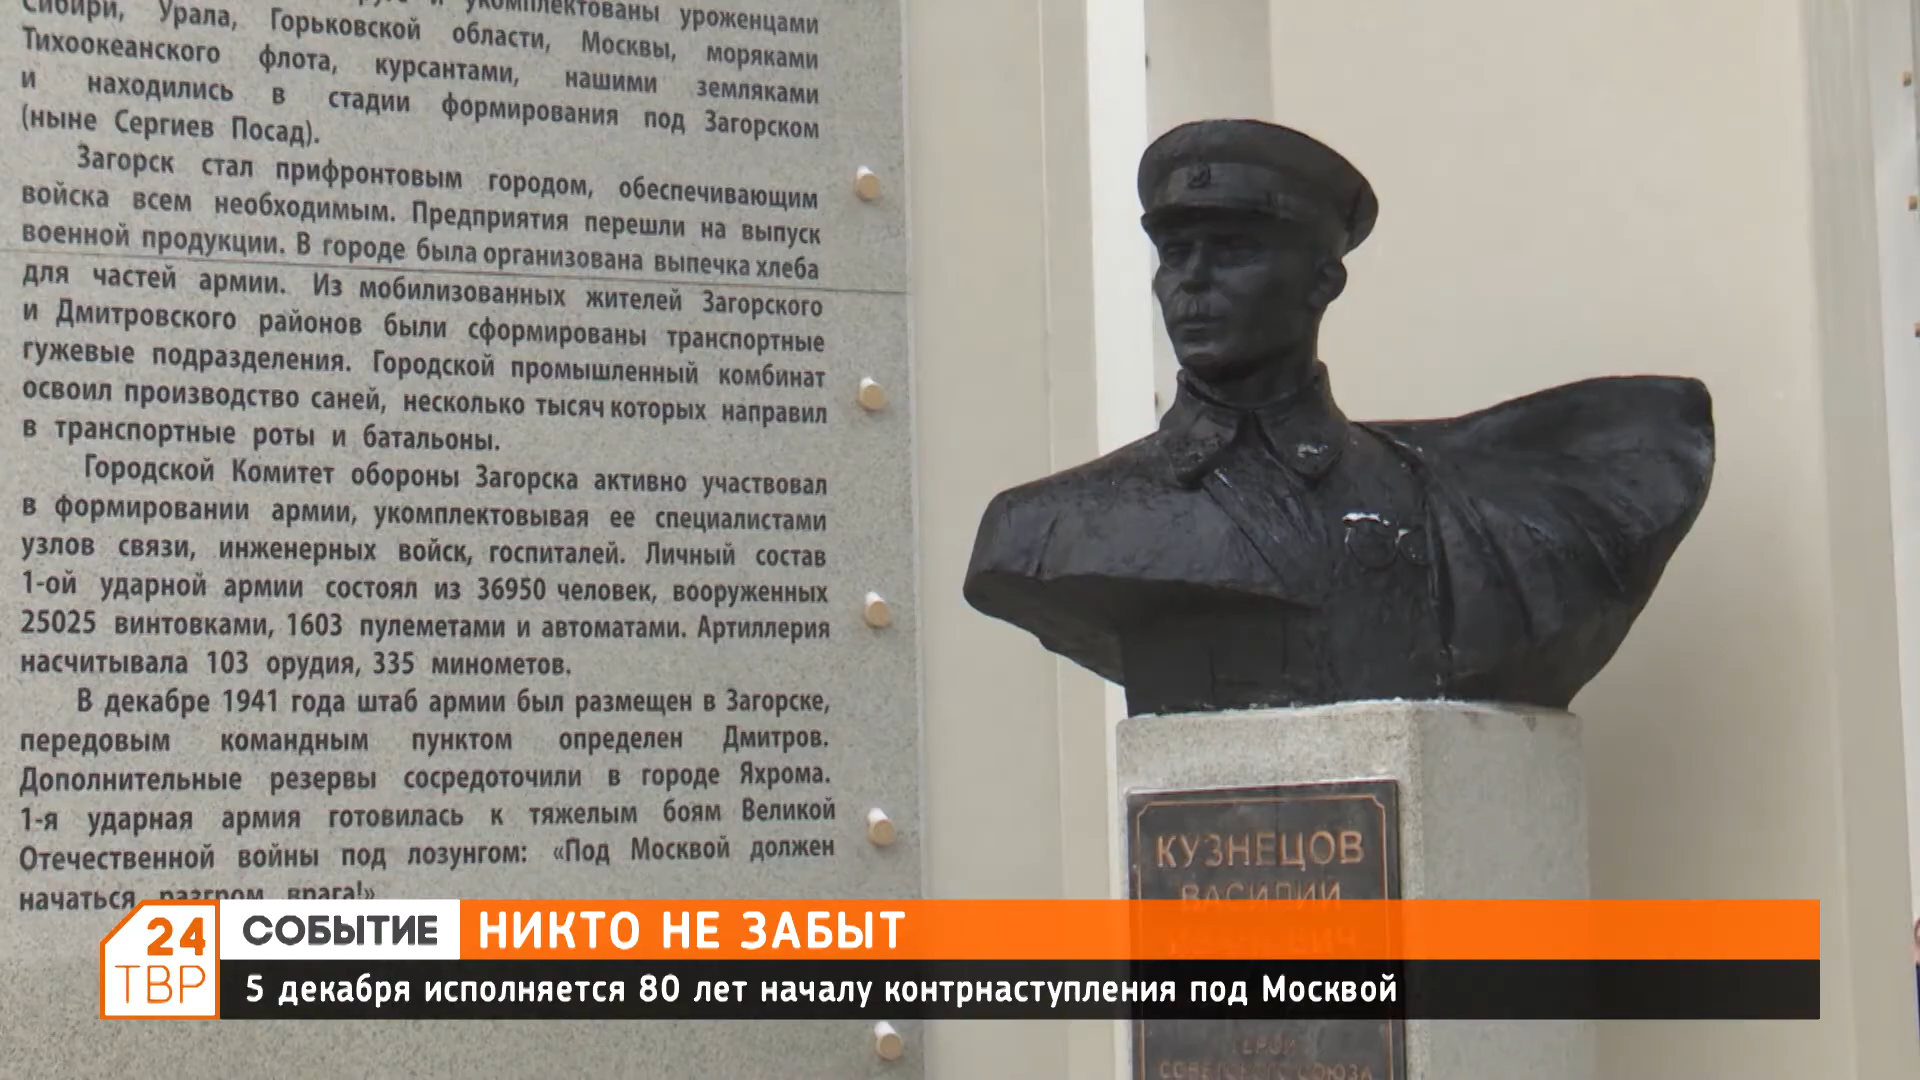 укомплектованы уроженцами
Сибири, Урала, Горьковской области, Москвы, моряками
Тихоокеанского флота, курсантами, нашими земляками
и находились в стадии формирования под Загорском
(ныне Сергиев Посад).
Загорск стал прифронтовым городом, обеспечивающим
войска всем необходимым. Предприятия перешли на выпуск
военной продукции. В городе была организована выпечка хлеба
для частей армии. Из мобилизованных жителей Загорского
и Дмитровского районов были сформированы транспортные
гужевые подразделения. Городской промышленный комбинат
освоил производство саней, несколько тысяч которых направил
в транспортные роты и батальоны.
Городской Комитет обороны Загорска активно участвовал
в формировании армии, укомплектовывая ее специалистами
узлов связи, инженерных войск, госпиталей. Личный состав
1-ой ударной армии состоял из 36950 человек, вооруженных
25025 винтовками, 1603 пулеметами и автоматами. Артиллерия
насчитывала 103 орудия, 335 минометов.
В декабре 1941 года штаб армии был размещен в Загорске,
передовым командным пунктом определен Дмитров.
Дополнительные резервы сосредоточили в городе Яхрома.
1-я ударная армия готовилась к тяжелым боям Великой
Отечественной войны под лозунгом: «Под Москвой должен
начаться разгром врага!»
КУЗНЕЦОВ
ВАСИЛИЙ
ГЕРОЙ
СОВЕТСКОГО СОЮЗА
24
ТВР
СОБЫТИЕ
НИКТО НЕ ЗАБЫТ
5 декабря исполняется 80 лет началу контрнаступления под Москвой